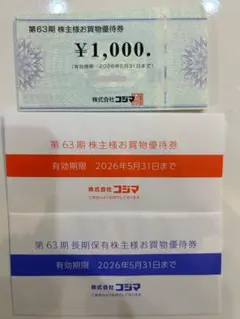 第63期 株主様お買物優待券
¥1,000.
(有効期限 2026年5月31日まで)
株式会社 コジマ
第63期 株主様お買物優待券
有効期限 2026年5月31日まで
株式会社 コジマ
第63期 長期保有株主様お買物優待券
有効期限 2026年5月31日まで
株式会社 コジマ